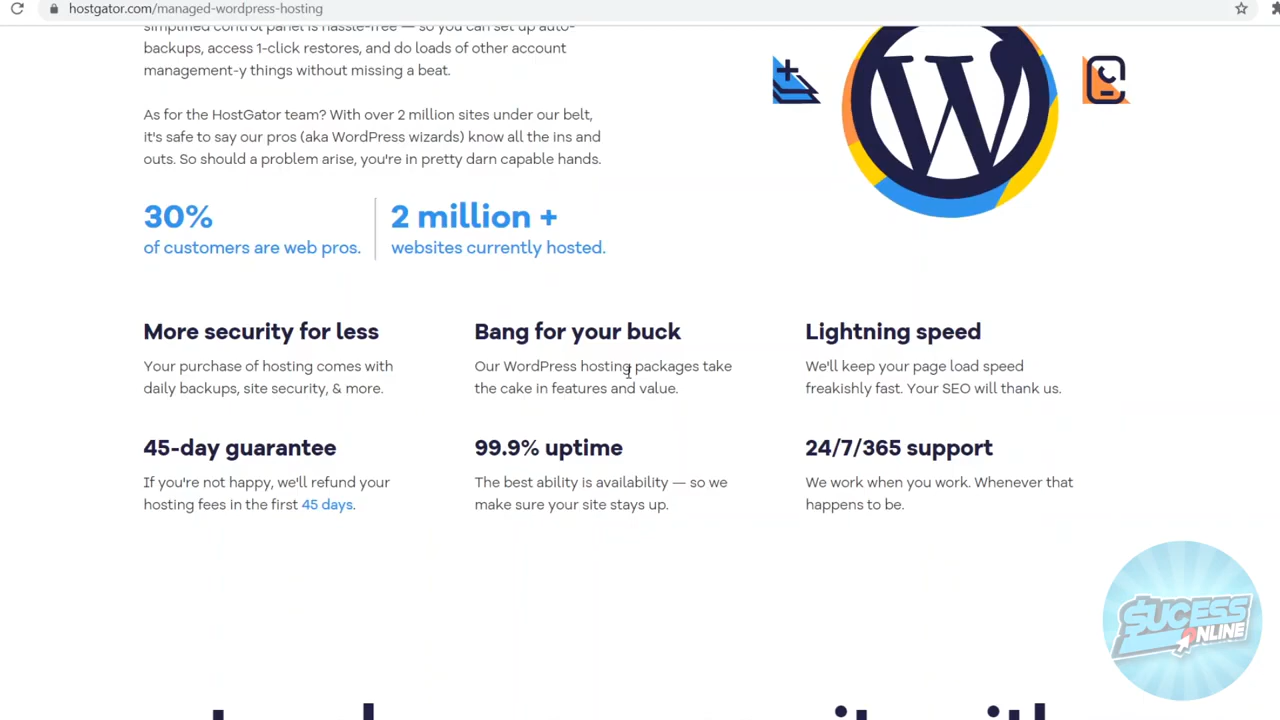 hostgator.com/managed-wordpress-hosting
simplified control panel is hassle-free — so you can set up auto-
backups, access 1-click restores, and do loads of other account
management-y things without missing a beat.
As for the HostGator team? With over 2 million sites under our belt,
it's safe to say our pros (aka WordPress wizards) know all the ins and
outs. So should a problem arise, you're in pretty darn capable hands.
30%
of customers are web pros.
2 million +
websites currently hosted.
More security for less
Your purchase of hosting comes with
daily backups, site security, & more.
Bang for your buck
Our WordPress hosting packages take
the cake in features and value.
Lightning speed
We'll keep your page load speed
freakishly fast. Your SEO will thank us.
45-day guarantee
If you're not happy, we'll refund your
hosting fees in the first 45 days.
99.9% uptime
The best ability is availability — so we
make sure your site stays up.
24/7/365 support
We work when you work. Whenever that
happens to be.
$UCESS
ONLINE